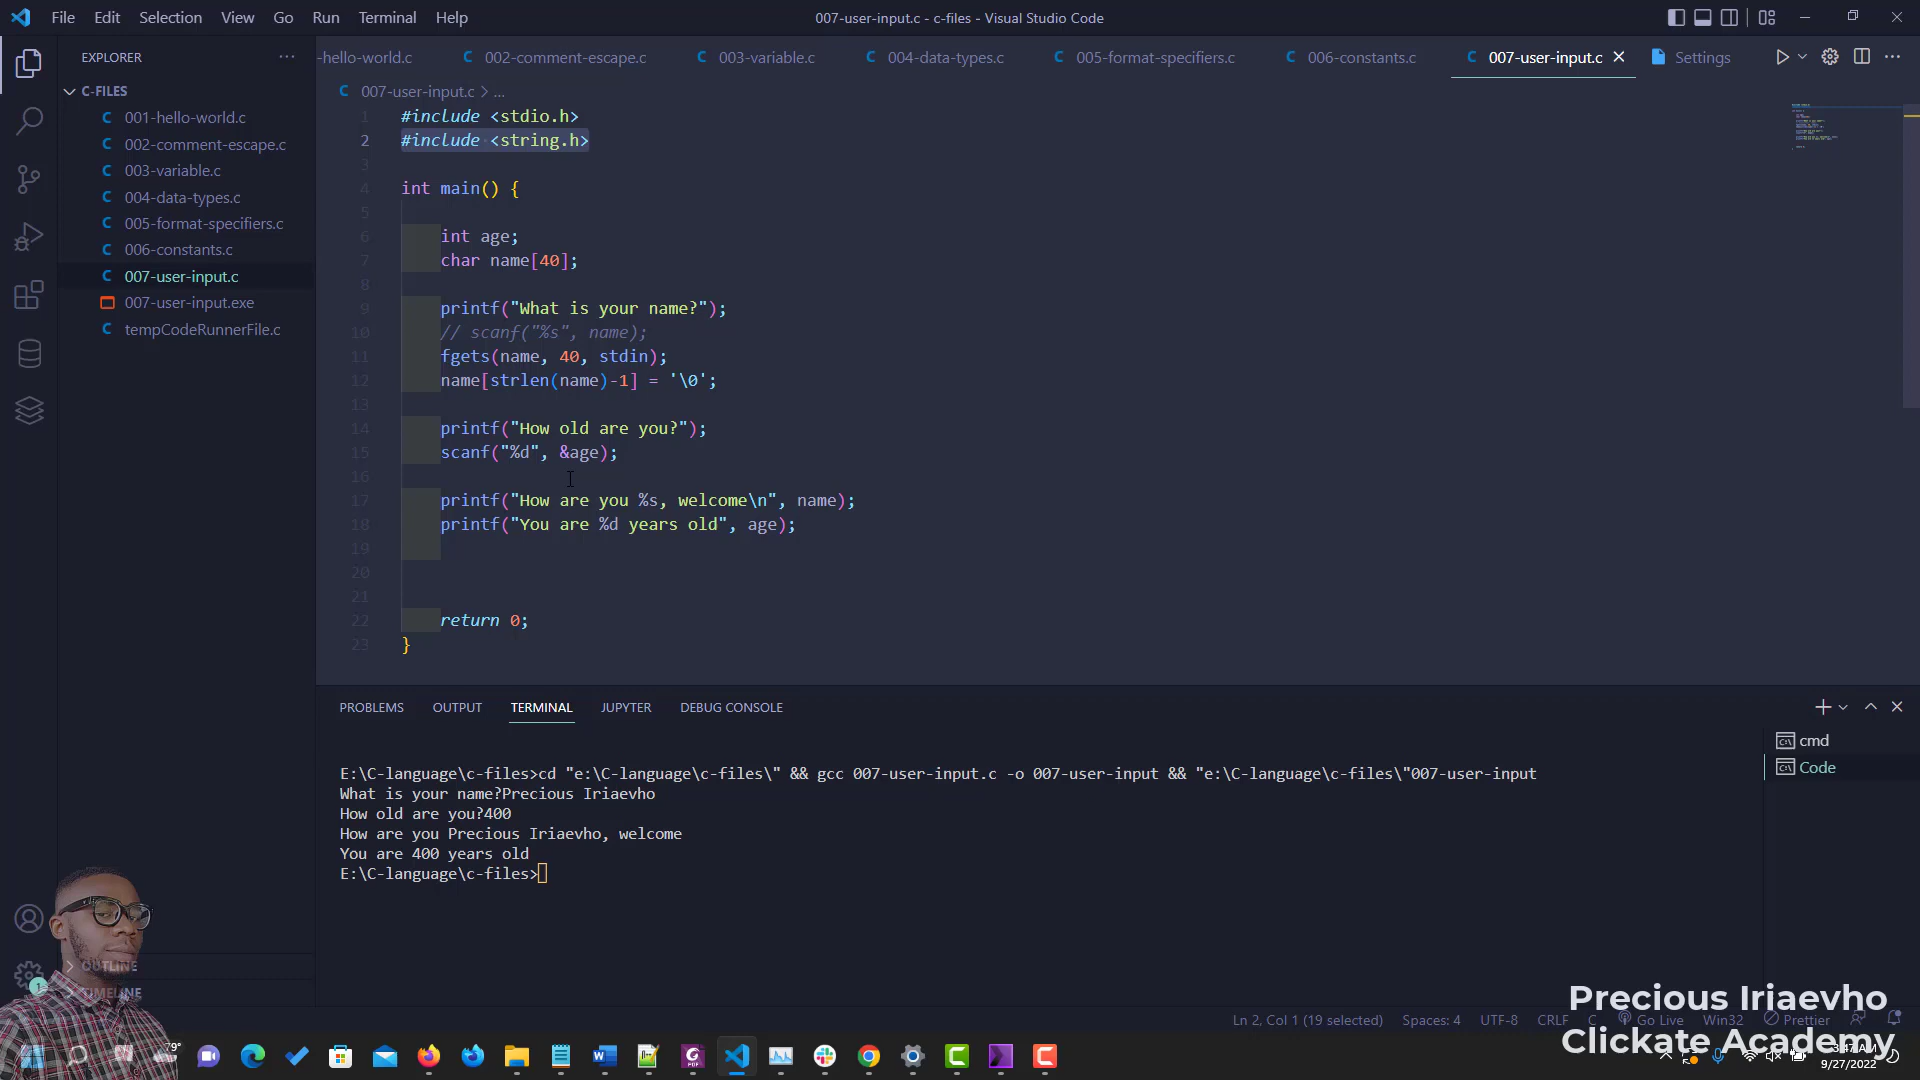 File Edit Selection View Go Run Terminal Help
007-user-input.c - c-files - Visual Studio Code
EXPLORER
-hello-world.c 002-comment-escape.c 003-variable.c 004-data-types.c 005-format-specifiers.c 006-constants.c 007-user-input.c Settings
C-FILES
001-hello-world.c
002-comment-escape.c
003-variable.c
004-data-types.c
005-format-specifiers.c
006-constants.c
007-user-input.c
007-user-input.exe
tempCodeRunnerFile.c
007-user-input.c > ...
1 #include <stdio.h>
2 #include <string.h>
3
4 int main() {
5
6 int age;
7 char name[40];
8
9 printf("What is your name?");
10 // scanf("%s", name);
11 fgets(name, 40, stdin);
12 name[strlen(name)-1] = '\0';
13
14 printf("How old are you?");
15 scanf("%d", &age);
16
17 printf("How are you %s, welcome\n", name);
18 printf("You are %d years old", age);
19
20
21
22 return 0;
23 }
PROBLEMS OUTPUT TERMINAL JUPYTER DEBUG CONSOLE
cmd
Code
E:\C-language\c-files>cd "e:\C-language\c-files\" && gcc 007-user-input.c -o 007-user-input && "e:\C-language\c-files\"007-user-input
What is your name?Precious Iriaevho
How old are you?400
How are you Precious Iriaevho, welcome
You are 400 years old
E:\C-language\c-files>
OUTLINE
TIMELINE
1
Precious Iriaevho
Ln 2, Col 1 (19 selected) Spaces: 4 UTF-8 CRLF C Go Live Win32 Prettier
Clickate Academy
79°
9/27/2022